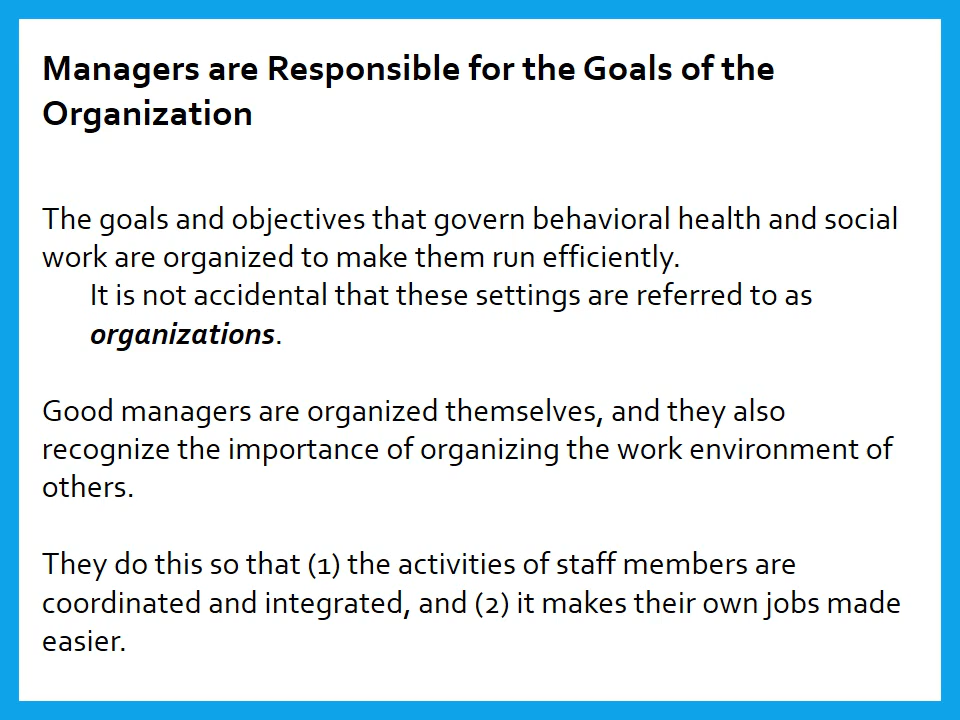 Managers are Responsible for the Goals of the
Organization
The goals and objectives that govern behavioral health and social
work are organized to make them run efficiently.
It is not accidental that these settings are referred to as
organizations.
Good managers are organized themselves, and they also
recognize the importance of organizing the work environment of
others.
They do this so that (1) the activities of staff members are
coordinated and integrated, and (2) it makes their own jobs made
easier.